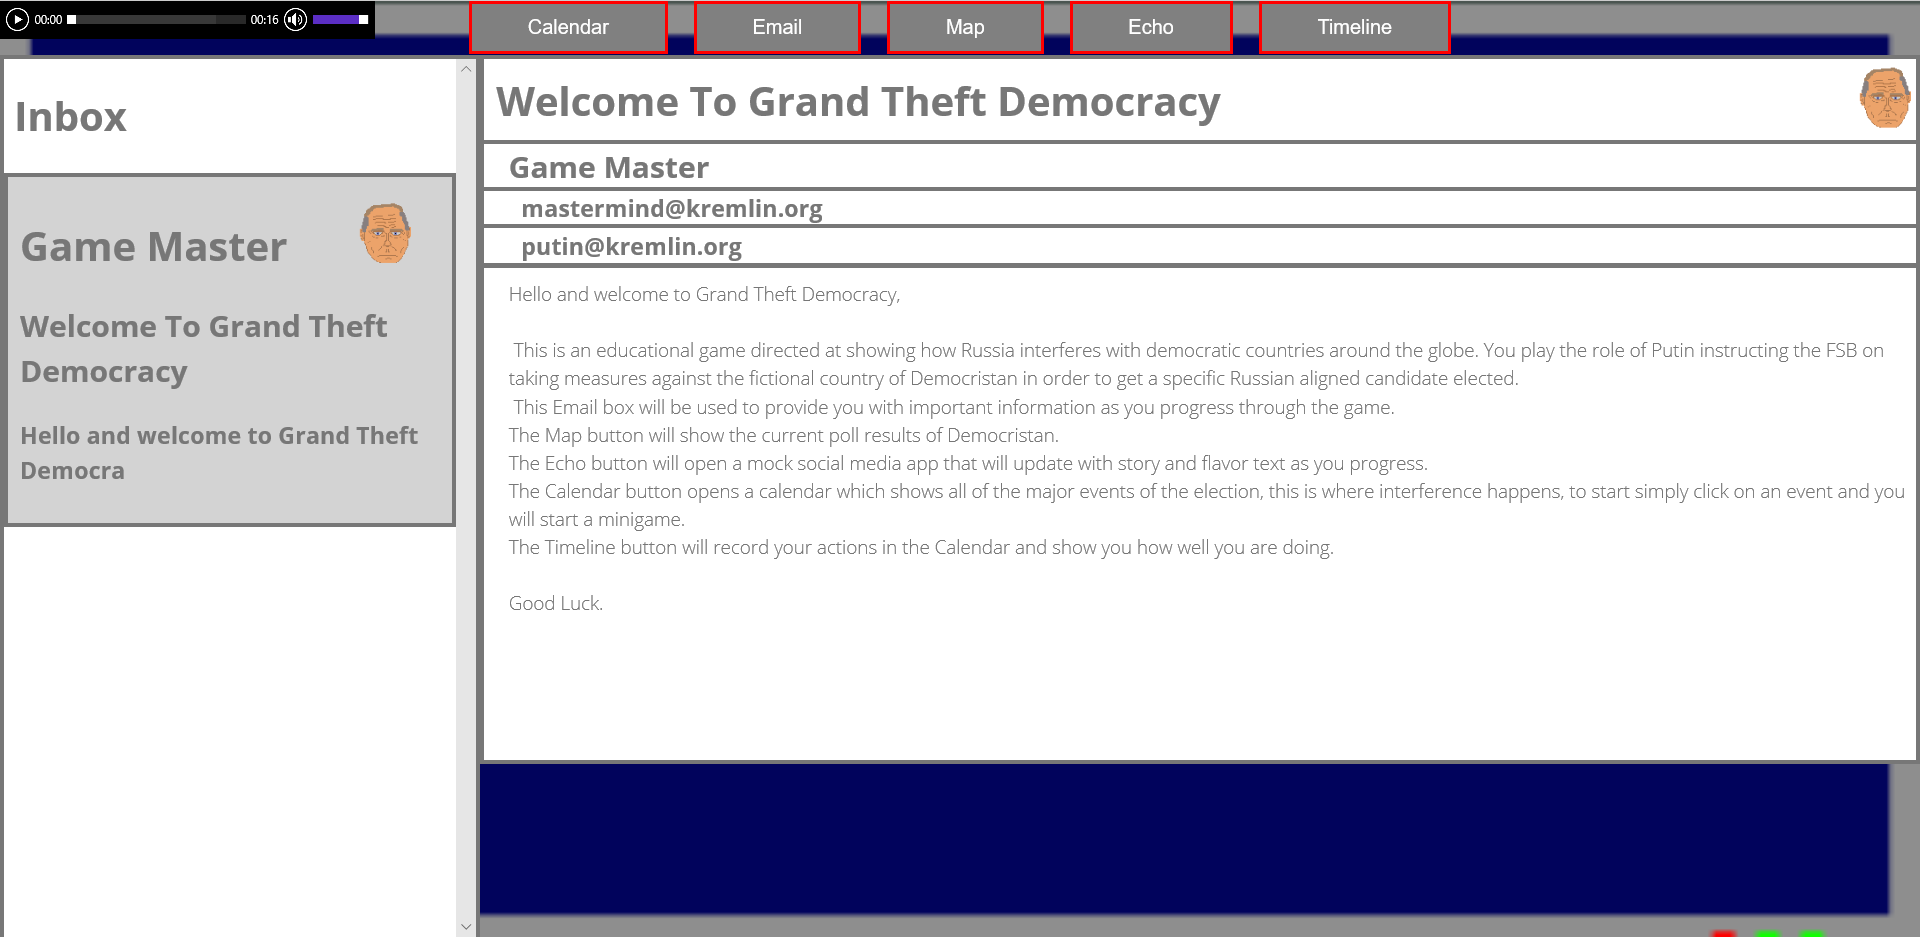 00:00 00:16
Calendar Email Map Echo Timeline
Inbox
Game Master
Welcome To Grand Theft
Democracy
Hello and welcome to Grand Theft
Democra
Welcome To Grand Theft Democracy
Game Master
mastermind@kremlin.org
putin@kremlin.org
Hello and welcome to Grand Theft Democracy,
This is an educational game directed at showing how Russia interferes with democratic countries around the globe. You play the role of Putin instructing the FSB on
taking measures against the fictional country of Democristan in order to get a specific Russian aligned candidate elected.
This Email box will be used to provide you with important information as you progress through the game.
The Map button will show the current poll results of Democristan.
The Echo button will open a mock social media app that will update with story and flavor text as you progress.
The Calendar button opens a calendar which shows all of the major events of the election, this is where interference happens, to start simply click on an event and you
will start a minigame.
The Timeline button will record your actions in the Calendar and show you how well you are doing.
Good Luck.